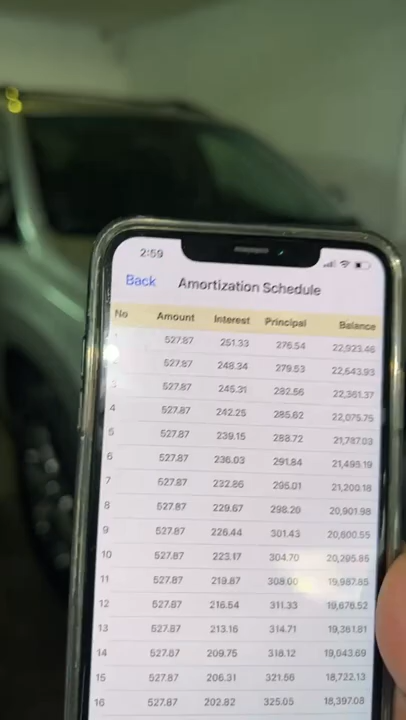 2:59
Back Amortization Schedule
No Amount Interest Principal Balance
527.87 251.33 276.54 22,923.46
527.87 248.34 279.53 22,643.93
3 527.87 245.31 282.56 22,361.37
4 527.87 242.25 285.62 22,075.75
5 527.87 239.15 288.72 21,787.03
6 527.87 236.03 291.84 21,495.19
7 527.87 232.86 295.01 21,200.18
8 527.87 229.67 298.20 20,901.98
9 527.87 226.44 301.43 20,600.55
10 527.87 223.17 304.70 20,295.85
11 527.87 219.87 308.00 19,987.85
12 527.87 216.54 311.33 19,676.52
13 527.87 213.16 314.71 19,361.81
14 527.87 209.75 318.12 19,043.69
15 527.87 206.31 321.56 18,722.13
16 527.87 202.82 325.05 18,397.08